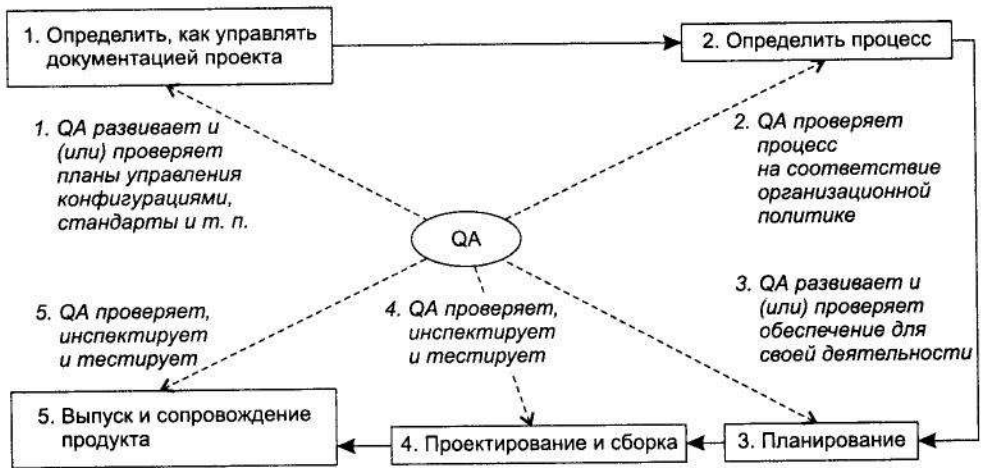 1. Определить, как управлять
документацией проекта
2. Определить процесс
1. QA развивает и
(или) проверяет
планы управления
конфигурациями,
стандарты и т. п.
2. QA проверяет
процесс
на соответствие
организационной
политике
QA
5. QA проверяет,
инспектирует
и тестирует
4. QA проверяет,
инспектирует
и тестирует
3. QA развивает и
(или) проверяет
обеспечение для
своей деятельности
5. Выпуск и сопровождение
продукта
4. Проектирование и сборка
3. Планирование